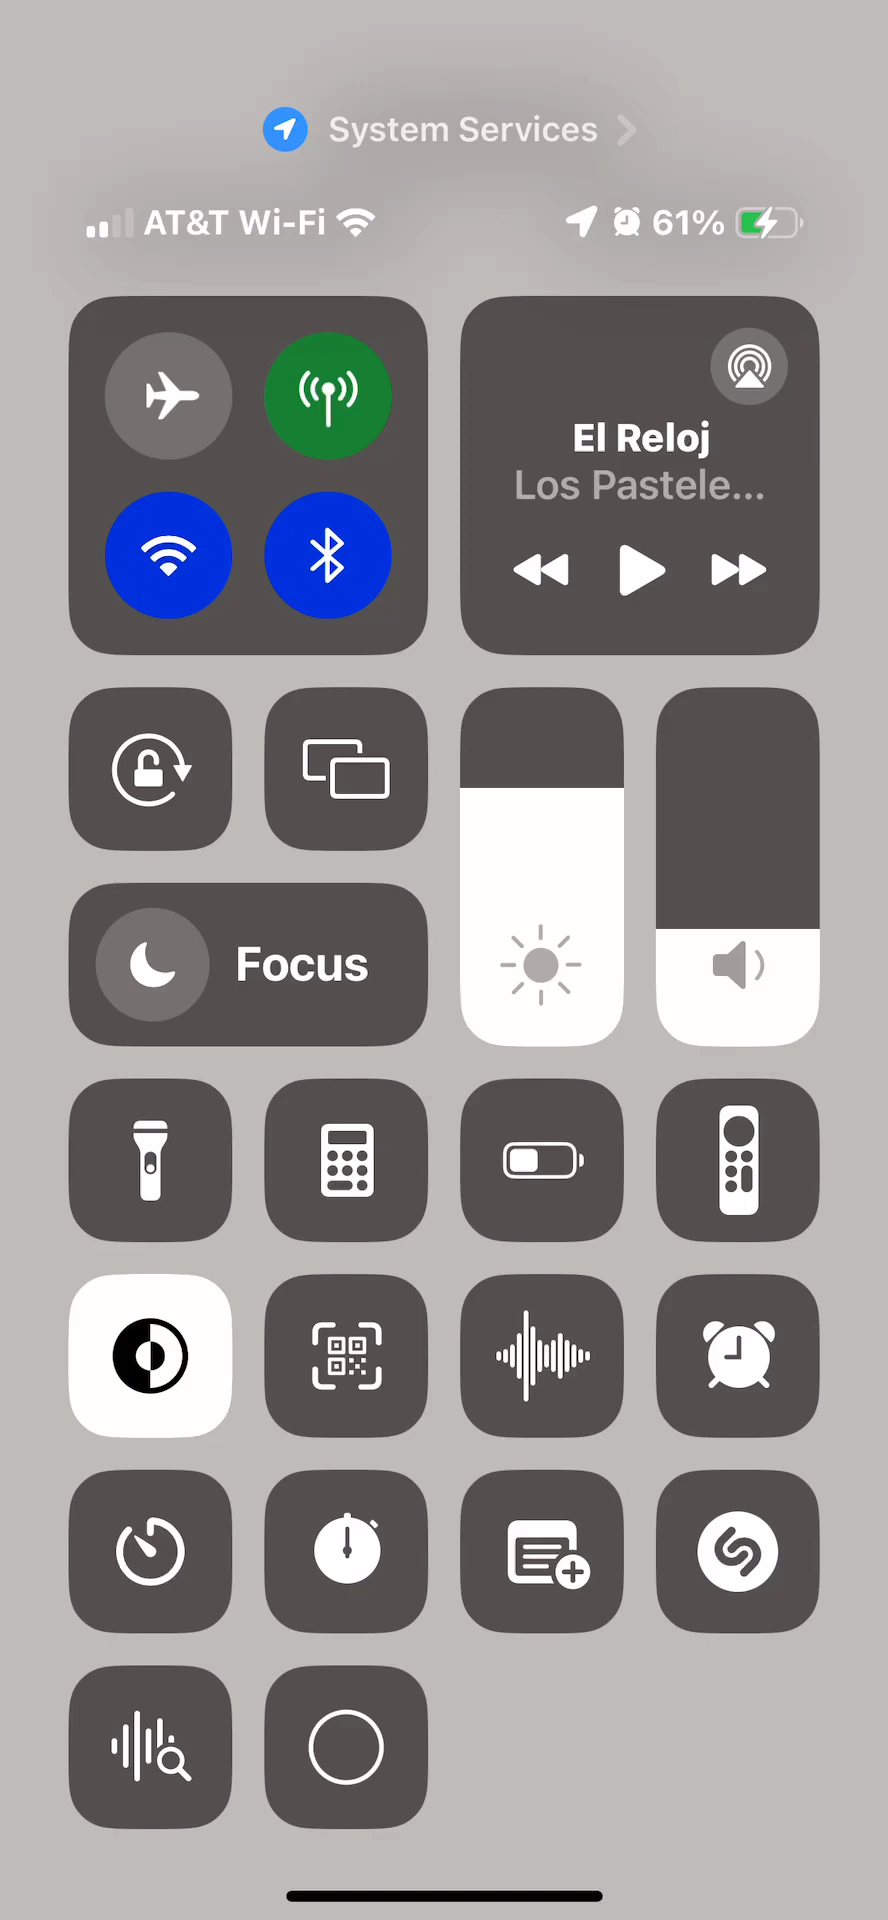 System Services
AT&T Wi-Fi 61%
El Reloj
Los Pastele...
Focus